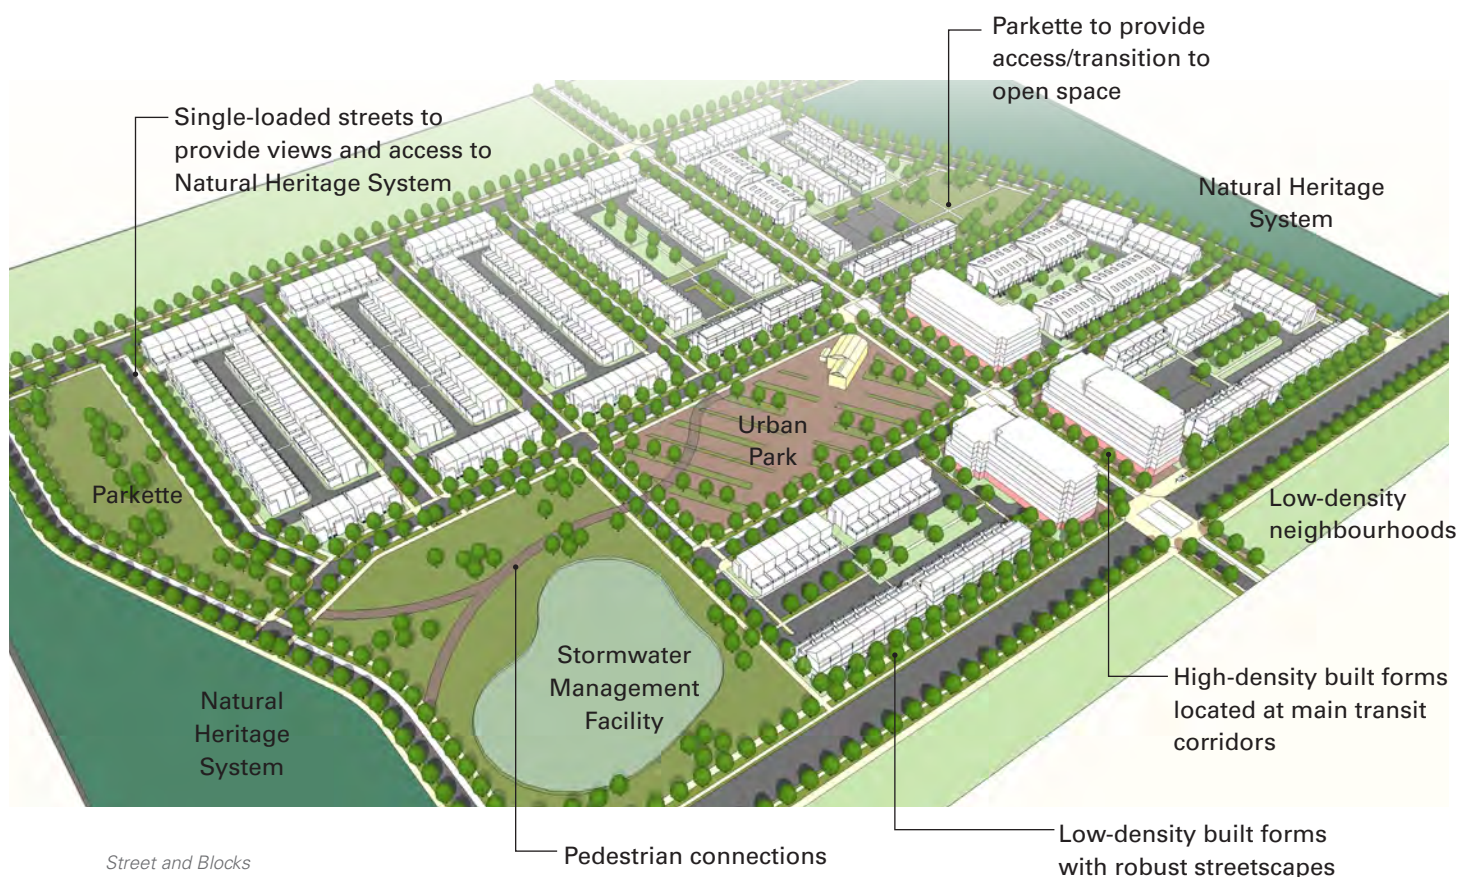 Parkette to provide
access/transition to
open space
Single-loaded streets to
provide views and access to
Natural Heritage System
Natural Heritage
System
Urban
Park
Parkette
Low-density
neighbourhoods
Stormwater
Management
Facility
Natural
Heritage
System
High-density built forms
located at main transit
corridors
Low-density built forms
with robust streetscapes
Pedestrian connections
Street and Blocks